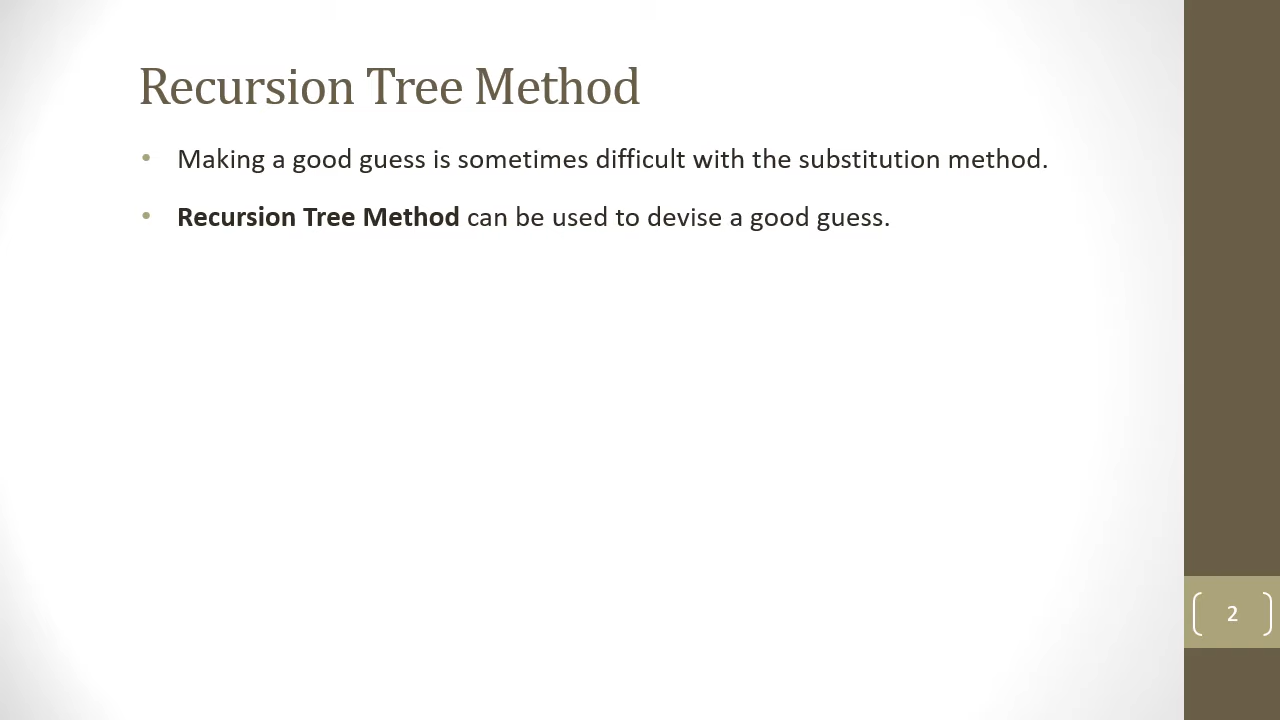 Recursion Tree Method
• Making a good guess is sometimes difficult with the substitution method.
• Recursion Tree Method can be used to devise a good guess.
2